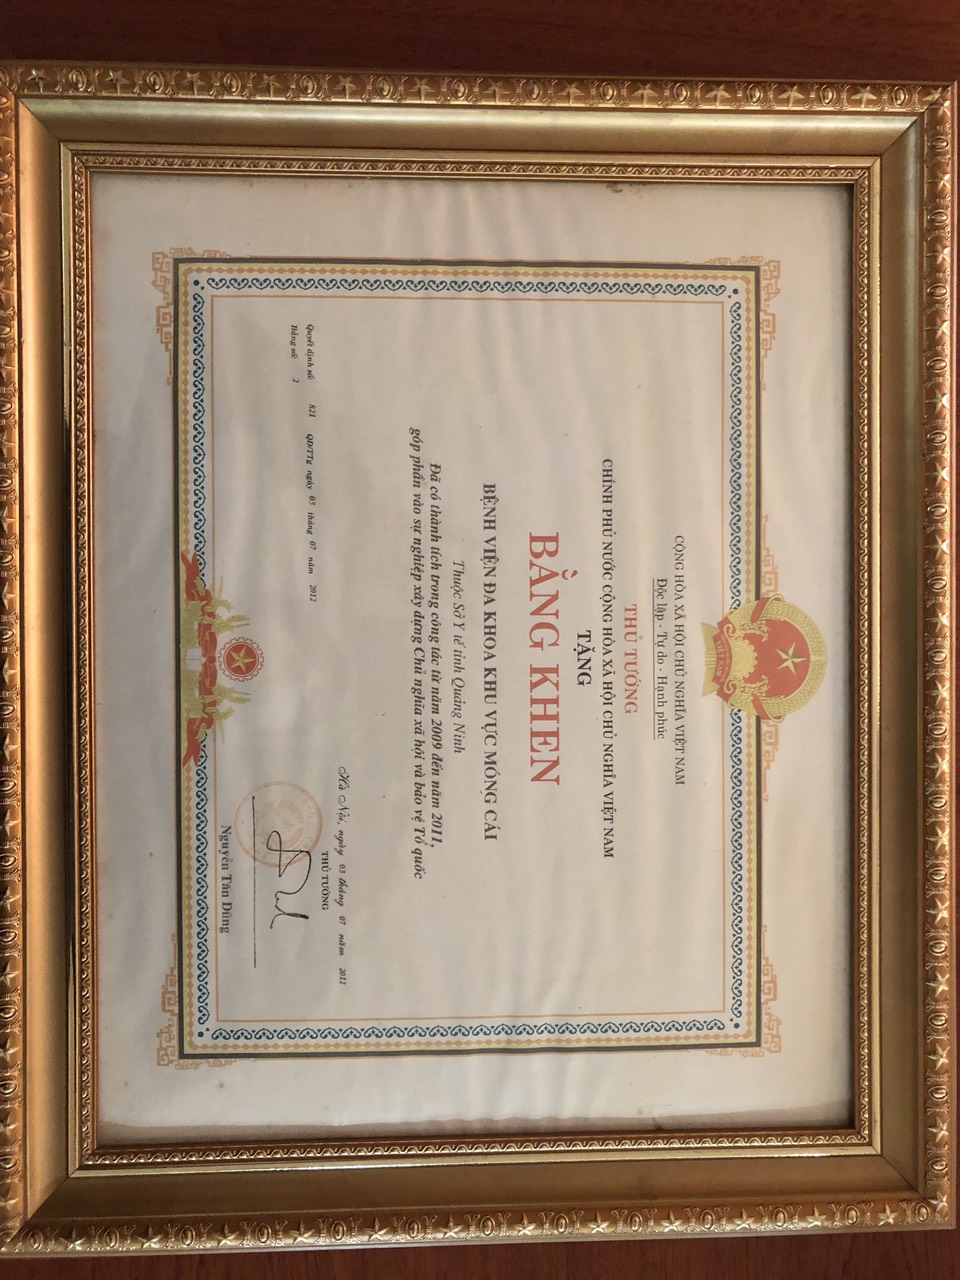 CỘNG HÒA XÃ HỘI CHỦ NGHĨA VIỆT NAM
Độc lập - Tự do - Hạnh phúc
VIỆT NAM
THỦ TƯỚNG
CHÍNH PHỦ NƯỚC CỘNG HÒA XÃ HỘI CHỦ NGHĨA VIỆT NAM
TẶNG
BẰNG KHEN
BỆNH VIỆN ĐA KHOA KHU VỰC MÓNG CÁI
Thuộc Sở Y tế tỉnh Quảng Ninh
Đã có thành tích trong công tác từ năm 2009 đến năm 2011,
góp phần vào sự nghiệp xây dựng Chủ nghĩa xã hội và bảo vệ Tổ quốc
Hà Nội, ngày 03 tháng 07 năm 2012
THỦ TƯỚNG
Quyết định số 821 QĐ/TTg ngày 03 tháng 07 năm 2012
Bằng số 2
Nguyễn Tấn Dũng